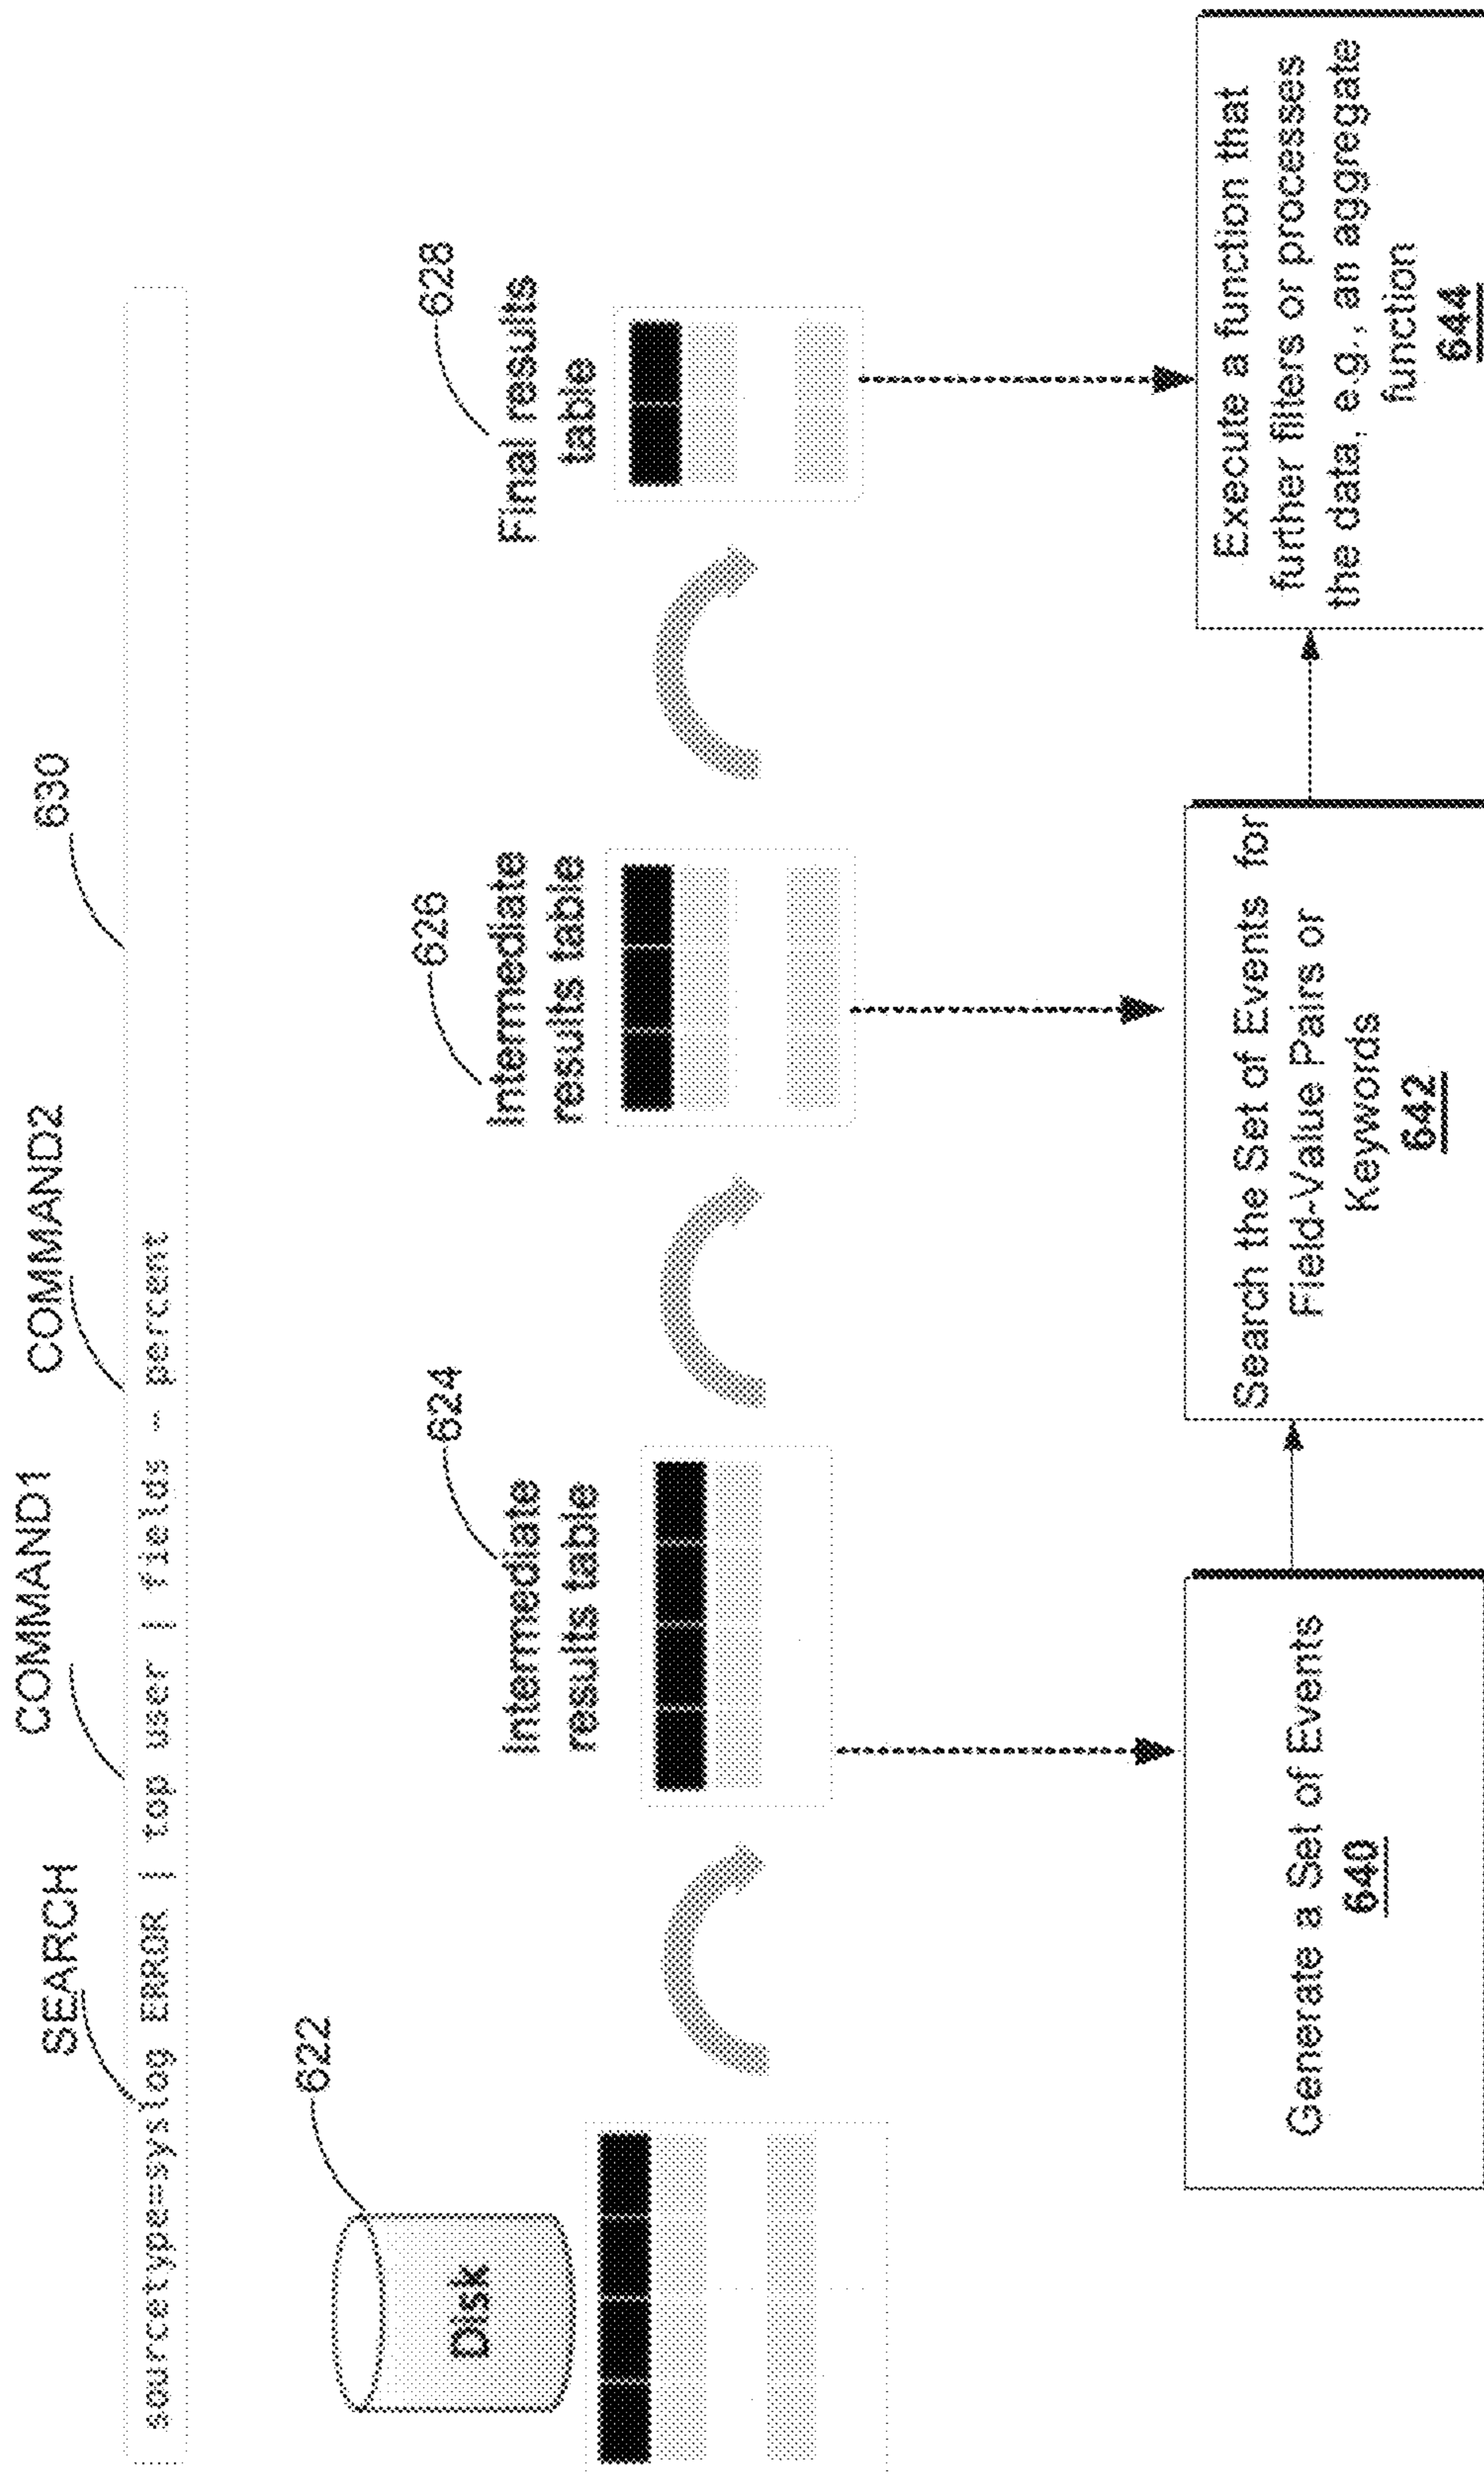 SEARCH
COMMAND1
COMMAND2
630
sourcetype=syslog ERROR | top user | fields - percent
622
Disk
624
Intermediate
results table
626
Intermediate
results table
628
Final results
table
Generate a Set of Events
640
Search the Set of Events for
Field-Value Pairs or
Keywords
642
Execute a function that
further filters or processes
the data, e.g., an aggregate
function
644